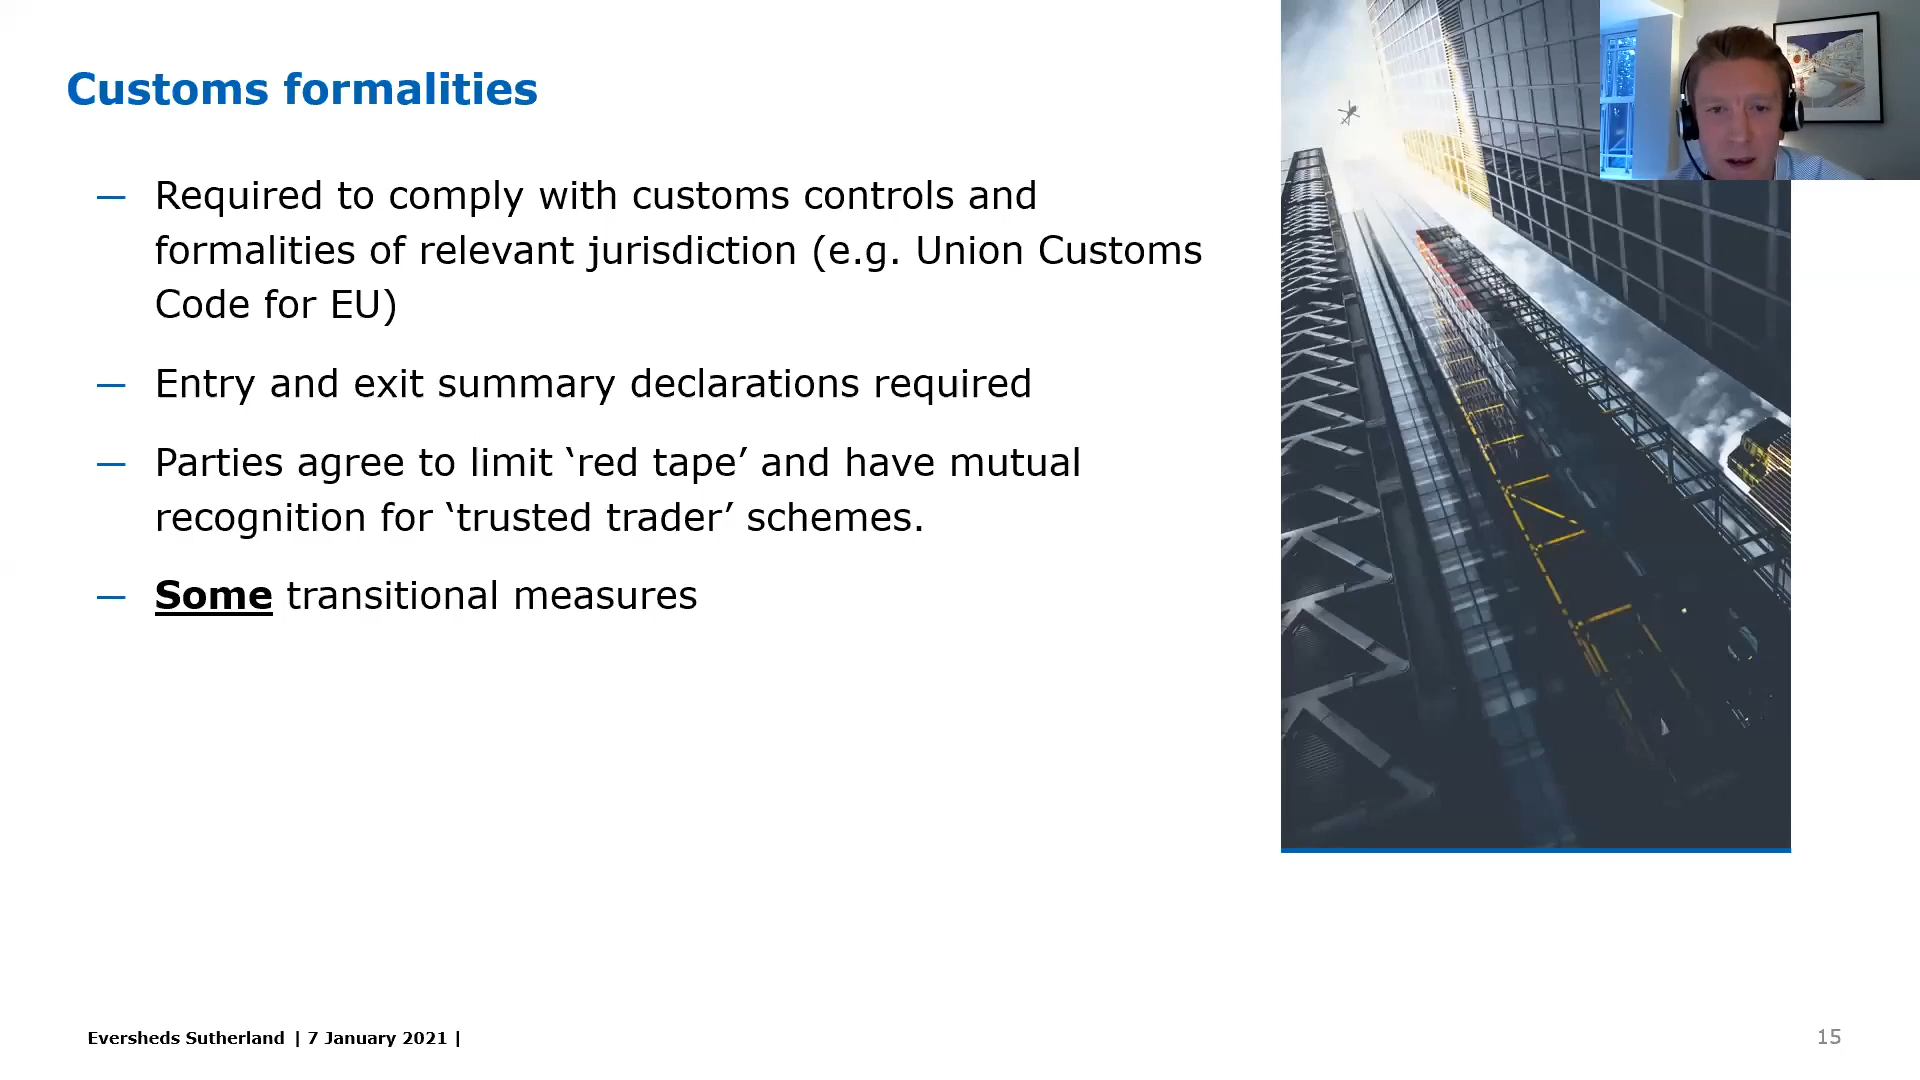 Customs formalities
— Required to comply with customs controls and
formalities of relevant jurisdiction (e.g. Union Customs
Code for EU)
— Entry and exit summary declarations required
— Parties agree to limit ‘red tape’ and have mutual
recognition for ‘trusted trader’ schemes.
— Some transitional measures
Eversheds Sutherland | 7 January 2021 |
15